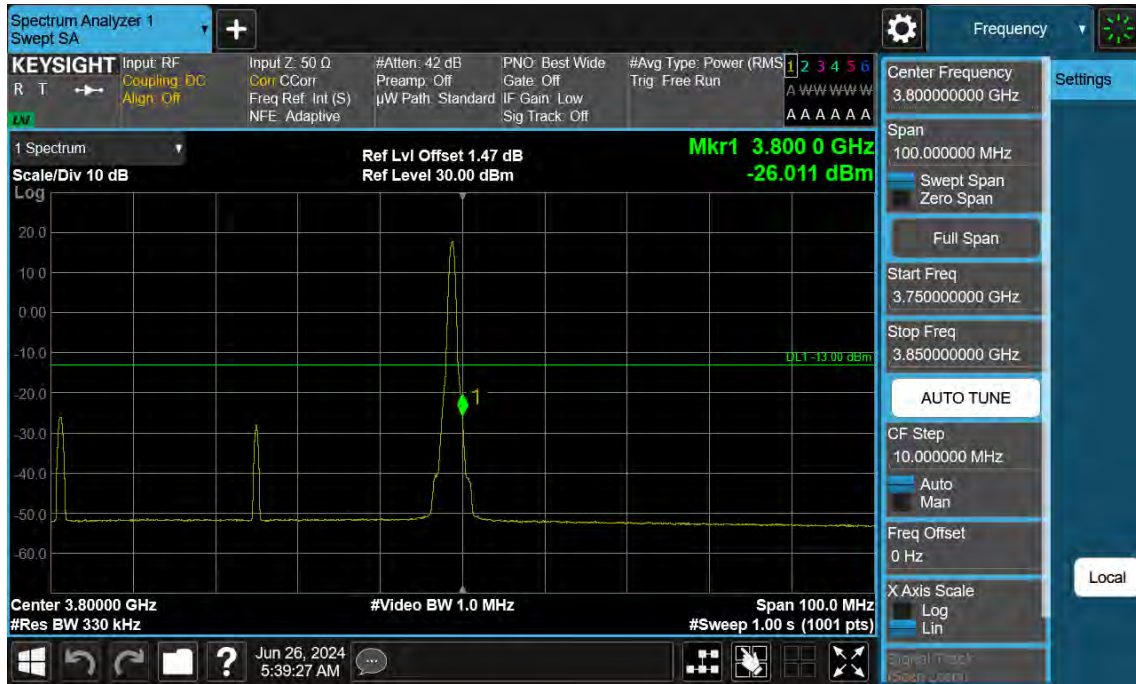 Spectrum Analyzer 1
Swept SA
Frequency
KEYSIGHT
R T
LXI
Input: RF
Coupling: DC
Align: Off
Input Z: 50 Ω
Corr CCorr
Freq Ref: Int (S)
NFE: Adaptive
#Atten: 42 dB
Preamp: Off
µW Path: Standard
PNO: Best Wide
Gate: Off
IF Gain: Low
Sig Track: Off
#Avg Type: Power (RMS
Trig: Free Run
1 2 3 4 5 6
A W W W W W
A A A A A A
Center Frequency
3.800000000 GHz
Settings
Span
100.000000 MHz
Swept Span
Zero Span
Full Span
Start Freq
3.750000000 GHz
Stop Freq
3.850000000 GHz
AUTO TUNE
CF Step
10.000000 MHz
Auto
Man
Freq Offset
0 Hz
X Axis Scale
Log
Lin
Signal Track
(Span Zoom)
Local
1 Spectrum
Scale/Div 10 dB
Ref Lvl Offset 1.47 dB
Ref Level 30.00 dBm
Mkr1 3.800 0 GHz
-26.011 dBm
Log
20.0
10.0
0.00
-10.0
DL1 -13.00 dBm
-20.0
1
-30.0
-40.0
-50.0
-60.0
Center 3.80000 GHz
#Video BW 1.0 MHz
Span 100.0 MHz
#Res BW 330 kHz
#Sweep 1.00 s (1001 pts)
?
Jun 26, 2024
5:39:27 AM